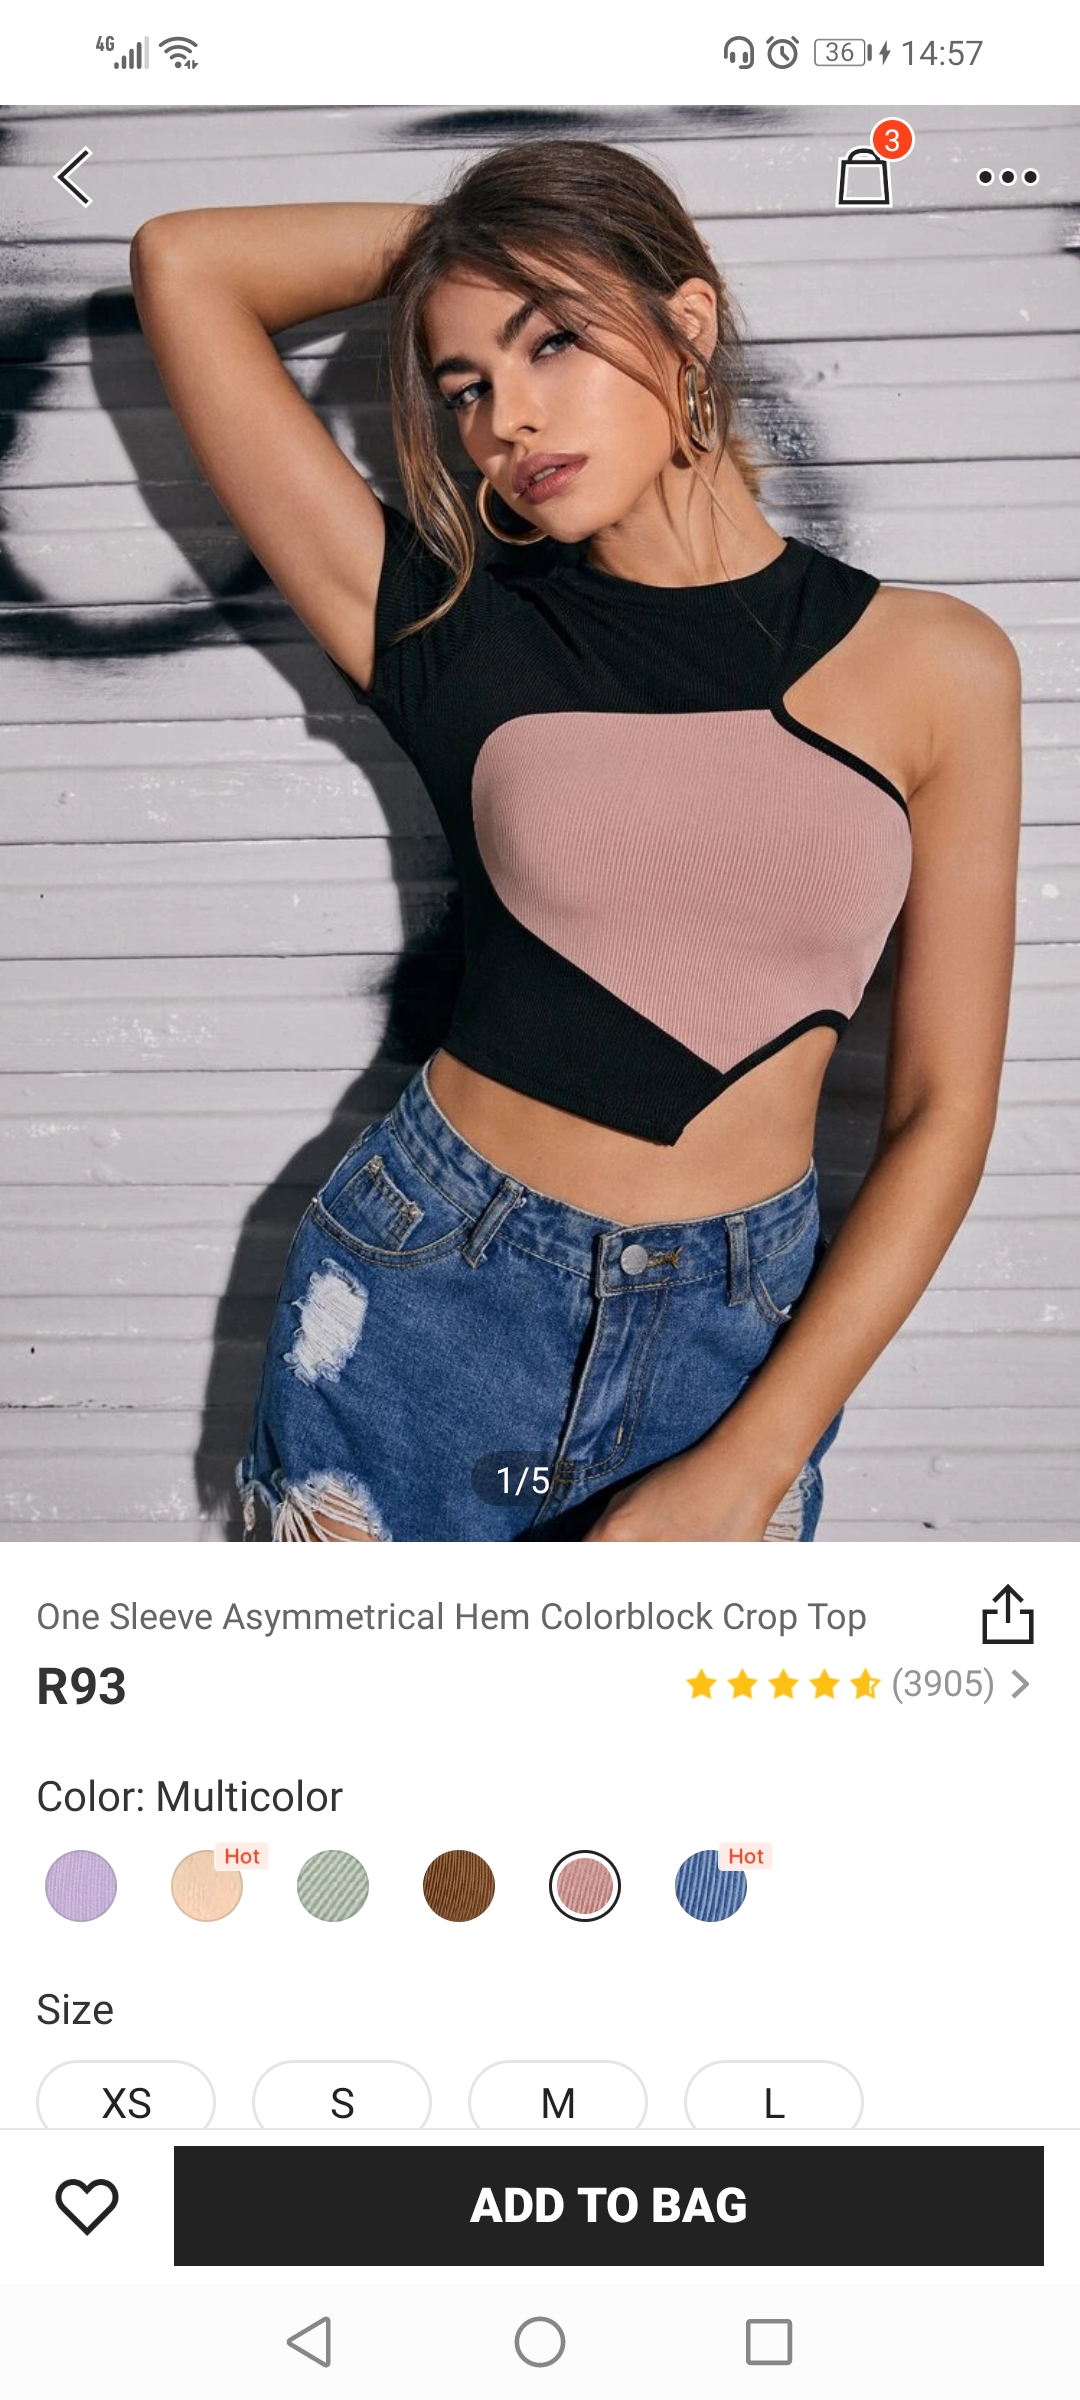 4G 36 14:57
3
1/5
One Sleeve Asymmetrical Hem Colorblock Crop Top
R93 (3905)
Color: Multicolor
Hot Hot
Size
XS S M L
ADD TO BAG